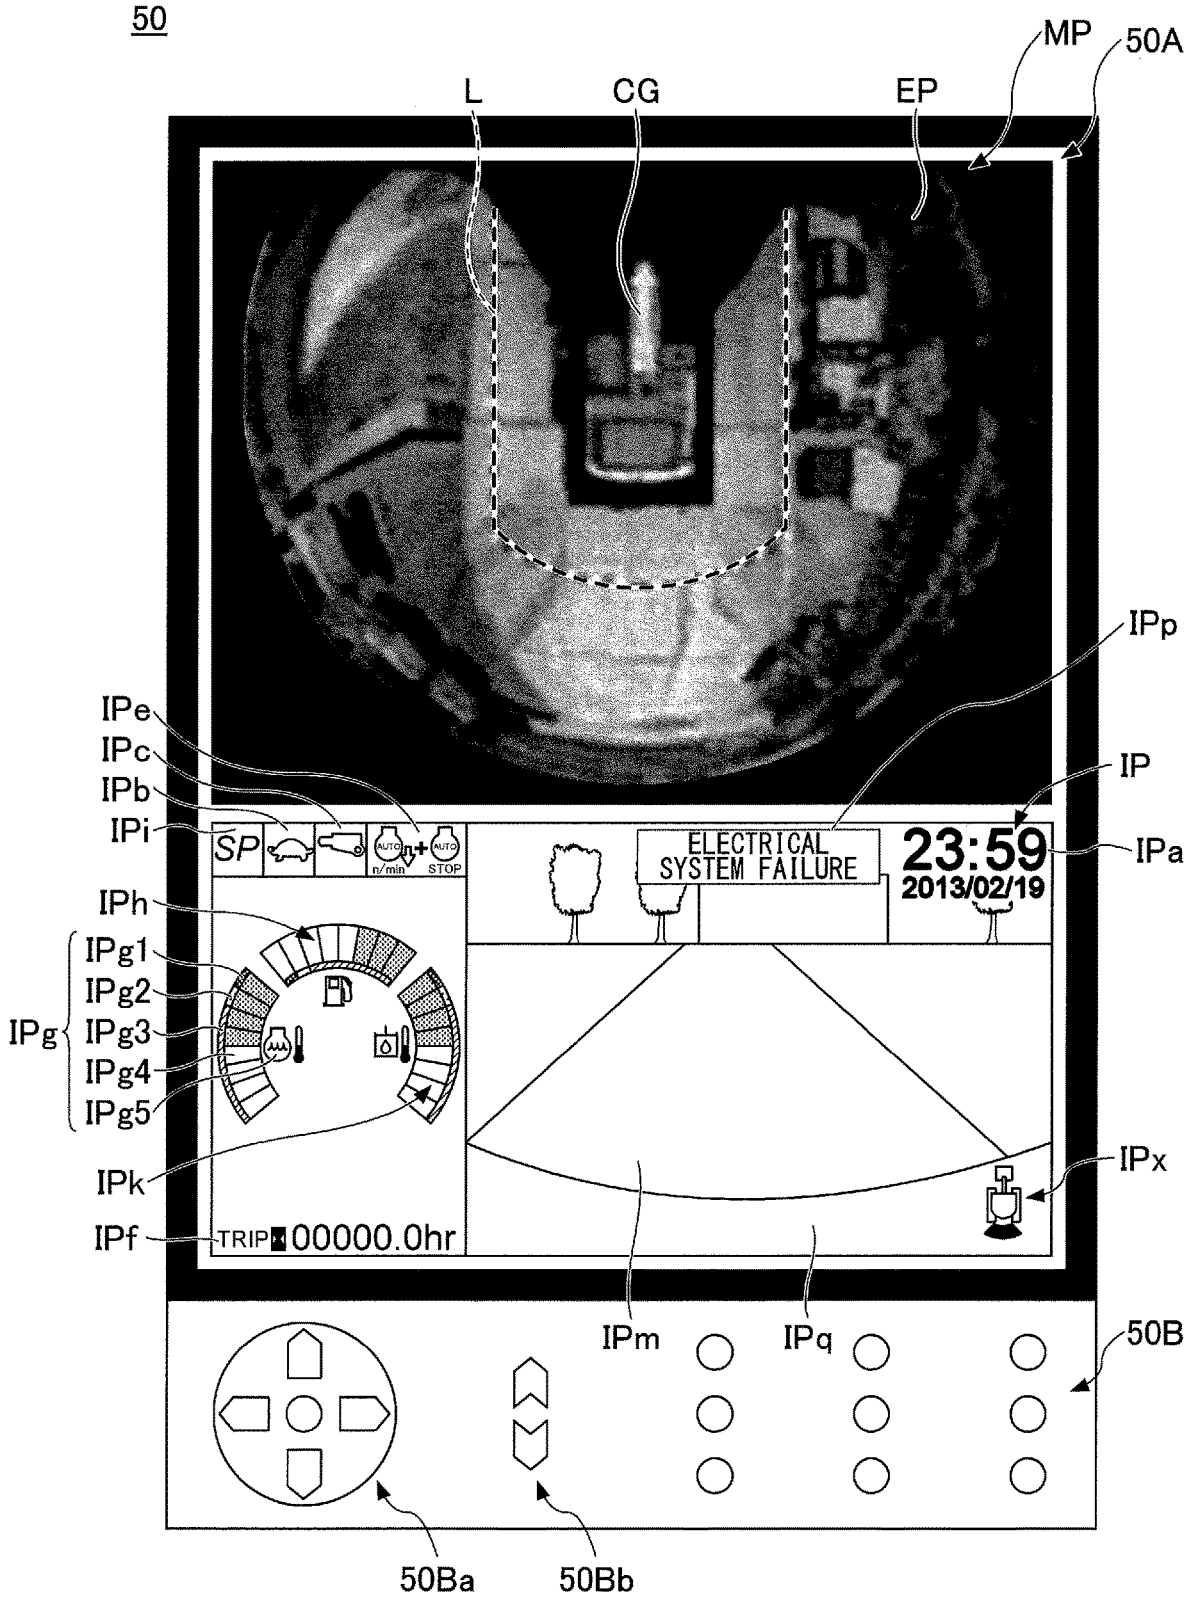 50
MP
50A
L
CG
EP
IPp
IPe
IPc
IP
IPb
IPi
SP
AUTO
n/min
+
AUTO
STOP
ELECTRICAL
SYSTEM FAILURE
23:59
2013/02/19
IPa
IPh
IPg
IPg1
IPg2
IPg3
IPg4
IPg5
IPk
IPx
IPf
TRIP 00000.0hr
IPm
IPq
50B
50Ba
50Bb